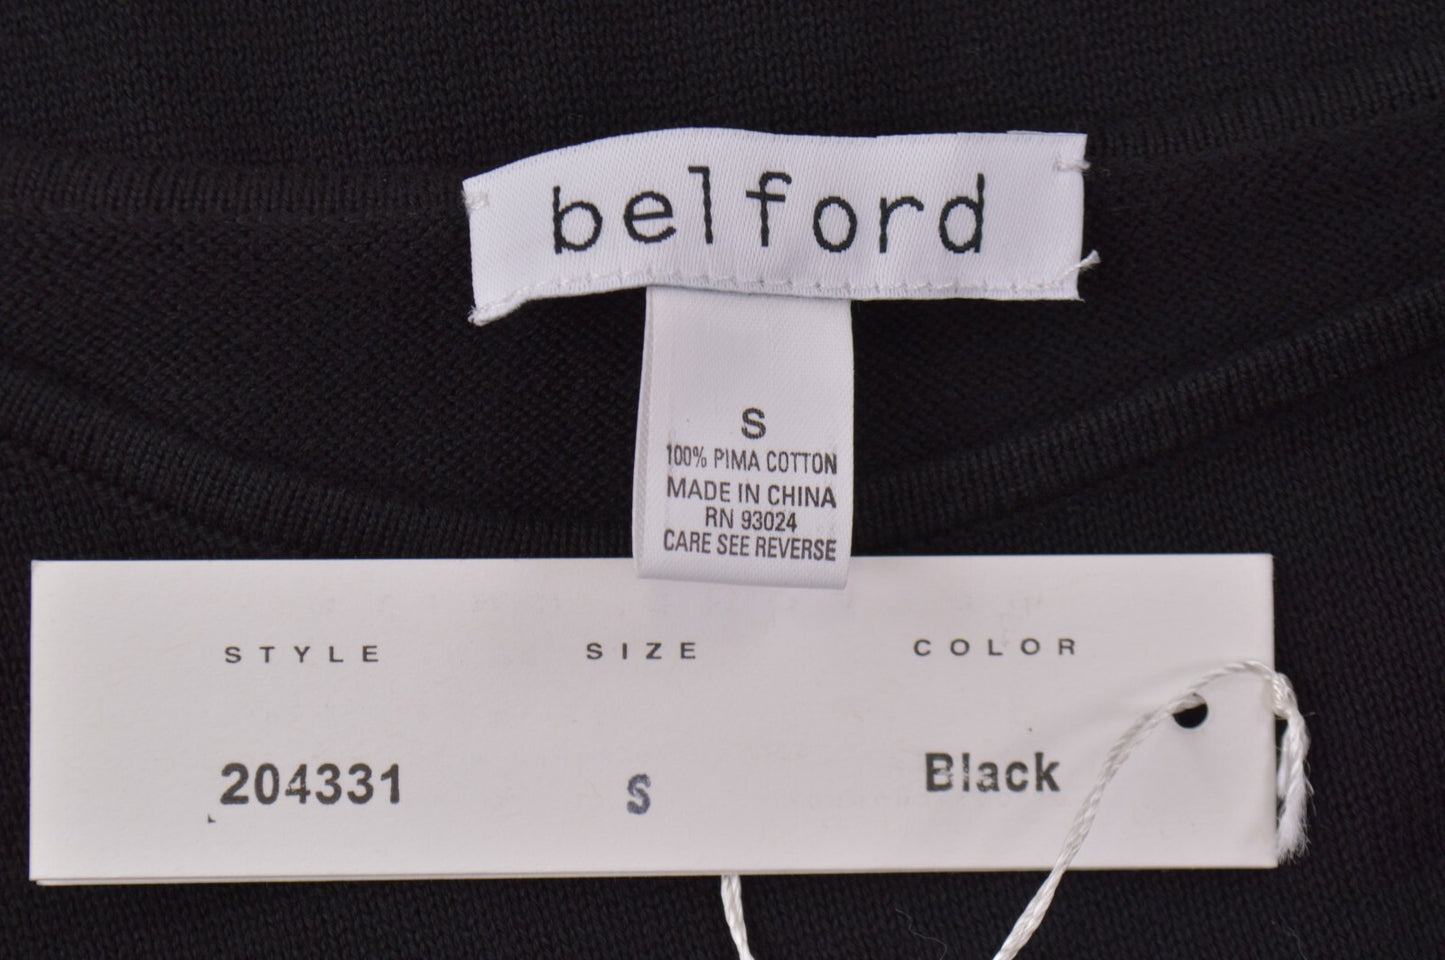 belford
S
100% PIMA COTTON
MADE IN CHINA
RN 93024
CARE SEE REVERSE
STYLE SIZE COLOR
204331 S Black